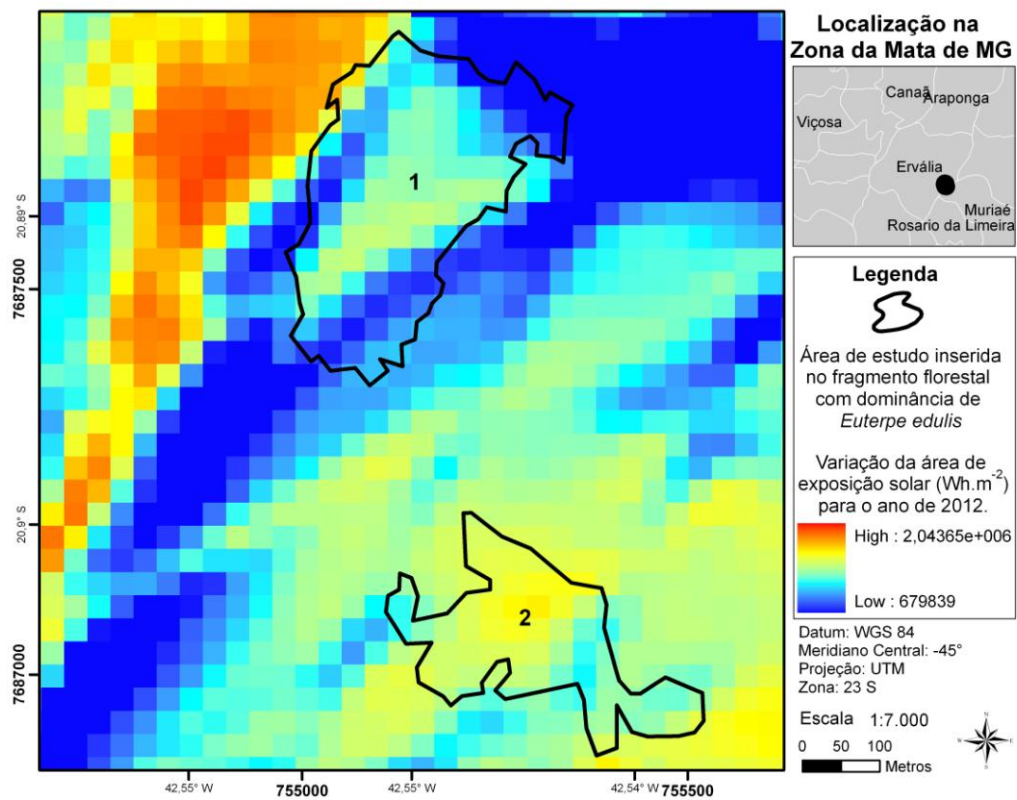 1
2
20,89° S
7687500
20,9° S
7687000
42,55° W
755000
42,55° W
42,54° W
755500
Localização na
Zona da Mata de MG
Canaã
Araponga
Viçosa
Ervália
Muriaé
Rosario da Limeira
Legenda
Área de estudo inserida
no fragmento florestal
com dominância de
Euterpe edulis
Variação da área de
exposição solar (Wh.m⁻²)
para o ano de 2012.
High : 2,04365e+006
Low : 679839
Datum: WGS 84
Meridiano Central: -45°
Projeção: UTM
Zona: 23 S
Escala 1:7.000
0 50 100
Metros